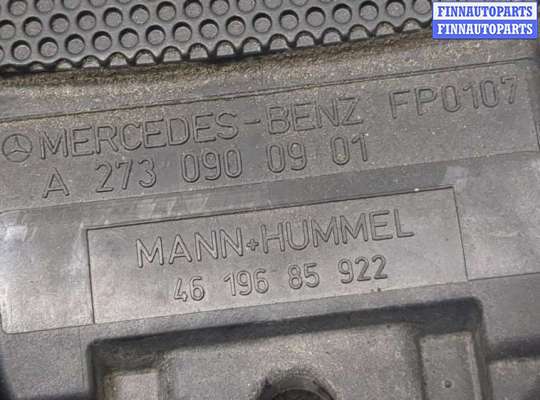 FINNAUTOPARTS
FINNAUTOPARTS
MERCEDES-BENZ FP0107
A 273 090 09 01
MANN+HUMMEL
46 196 85 922